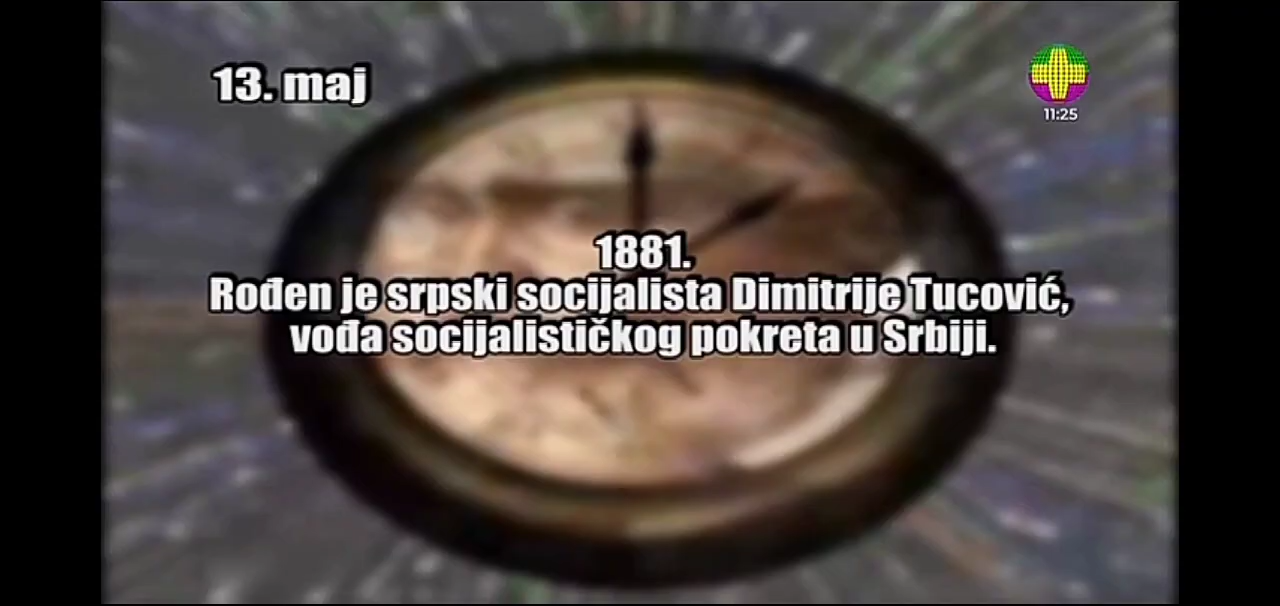 13. maj
11:25
1881.
Rođen je srpski socijalista Dimitrije Tucović,
vođa socijalističkog pokreta u Srbiji.